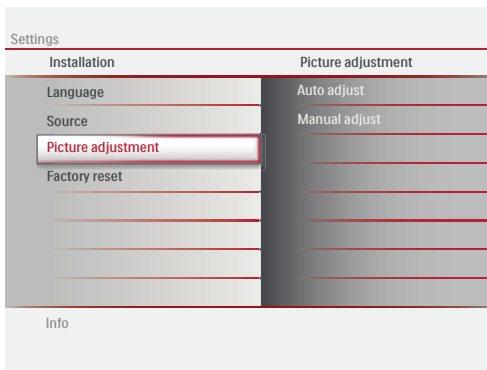 Settings
Installation
Picture adjustment
Language
Auto adjust
Source
Manual adjust
Picture adjustment
Factory reset
Info